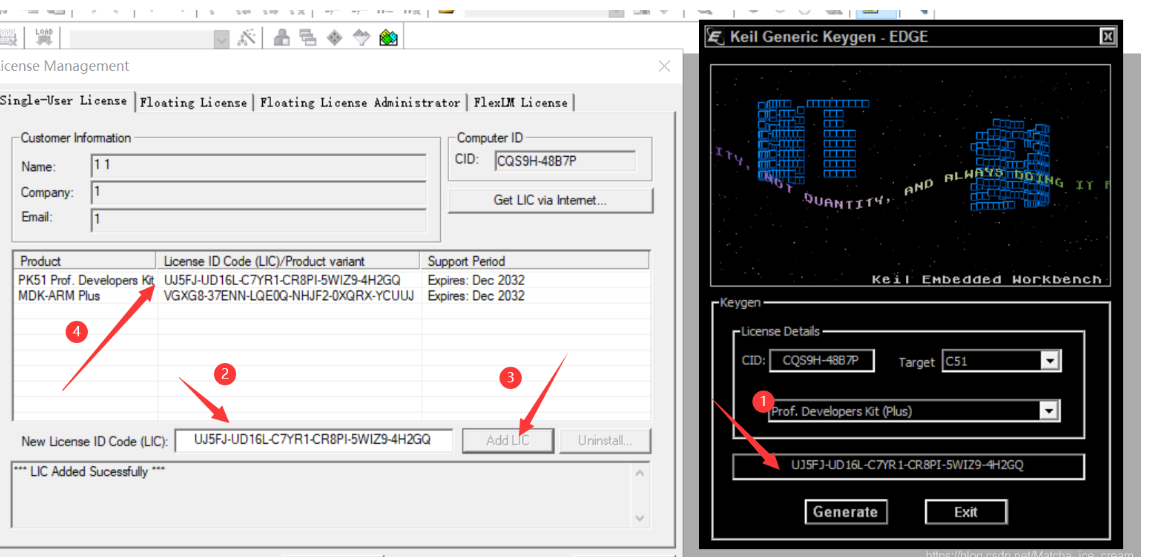 LOAD
Keil Generic Keygen - EDGE
icense Management
Single-User License
Floating License
Floating License Administrator
FlexLM License
Customer Information
Name:
1 1
Company:
1
Email:
1
Computer ID
CID:
CQS9H-48B7P
Get LIC via Internet...
Product
License ID Code (LIC)/Product variant
Support Period
PK51 Prof. Developers Kit
UJ5FJ-UD16L-C7YR1-CR8PI-5WIZ9-4H2GQ
Expires: Dec 2032
MDK-ARM Plus
VGXG8-37ENN-LQE0Q-NHJF2-0XQRX-YCUUJ
Expires: Dec 2032
4
2
3
New License ID Code (LIC):
UJ5FJ-UD16L-C7YR1-CR8PI-5WIZ9-4H2GQ
Add LIC
Uninstall...
*** LIC Added Sucessfully ***
ITY, NOT QUANTITY, AND ALWAYS DOING IT F
Keil Embedded Workbench
Keygen
License Details
CID:
CQS9H-48B7P
Target
C51
1
Prof. Developers Kit (Plus)
UJ5FJ-UD16L-C7YR1-CR8PI-5WIZ9-4H2GQ
Generate
Exit
https://blog.csdn.net/Matcha_ice_cream